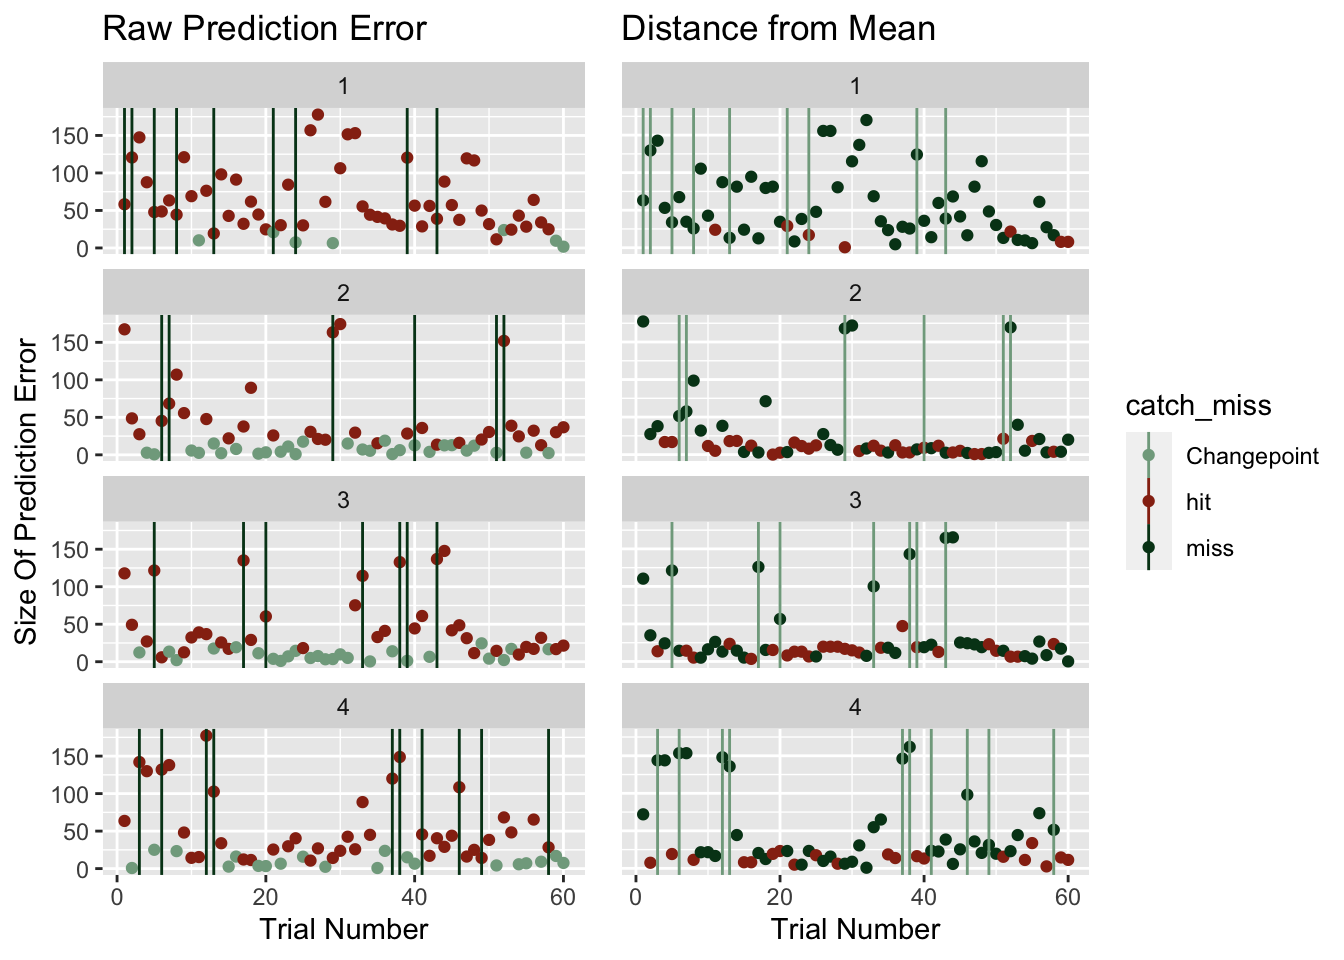 Raw Prediction Error
Distance from Mean
1
1
150
100
50
0
2
2
150
100
50
0
3
3
150
100
50
0
4
4
150
100
50
0
0 20 40 60
0 20 40 60
Trial Number
Trial Number
Size Of Prediction Error
catch_miss
Changepoint
hit
miss